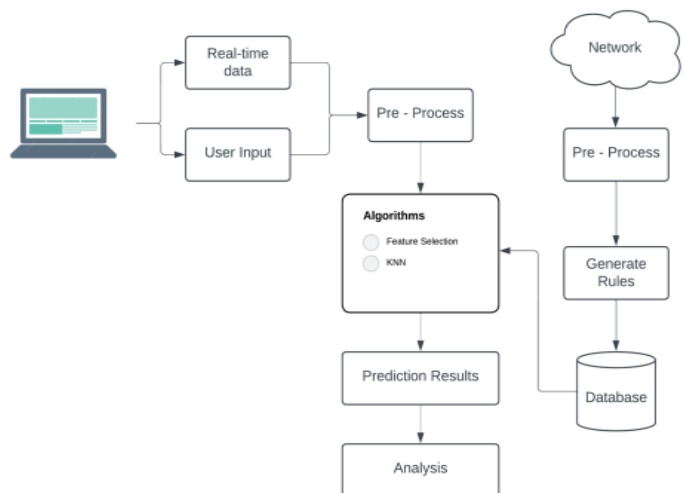 Real-time
data
User Input
Pre - Process
Algorithms
Feature Selection
KNN
Prediction Results
Analysis
Network
Pre - Process
Generate
Rules
Database